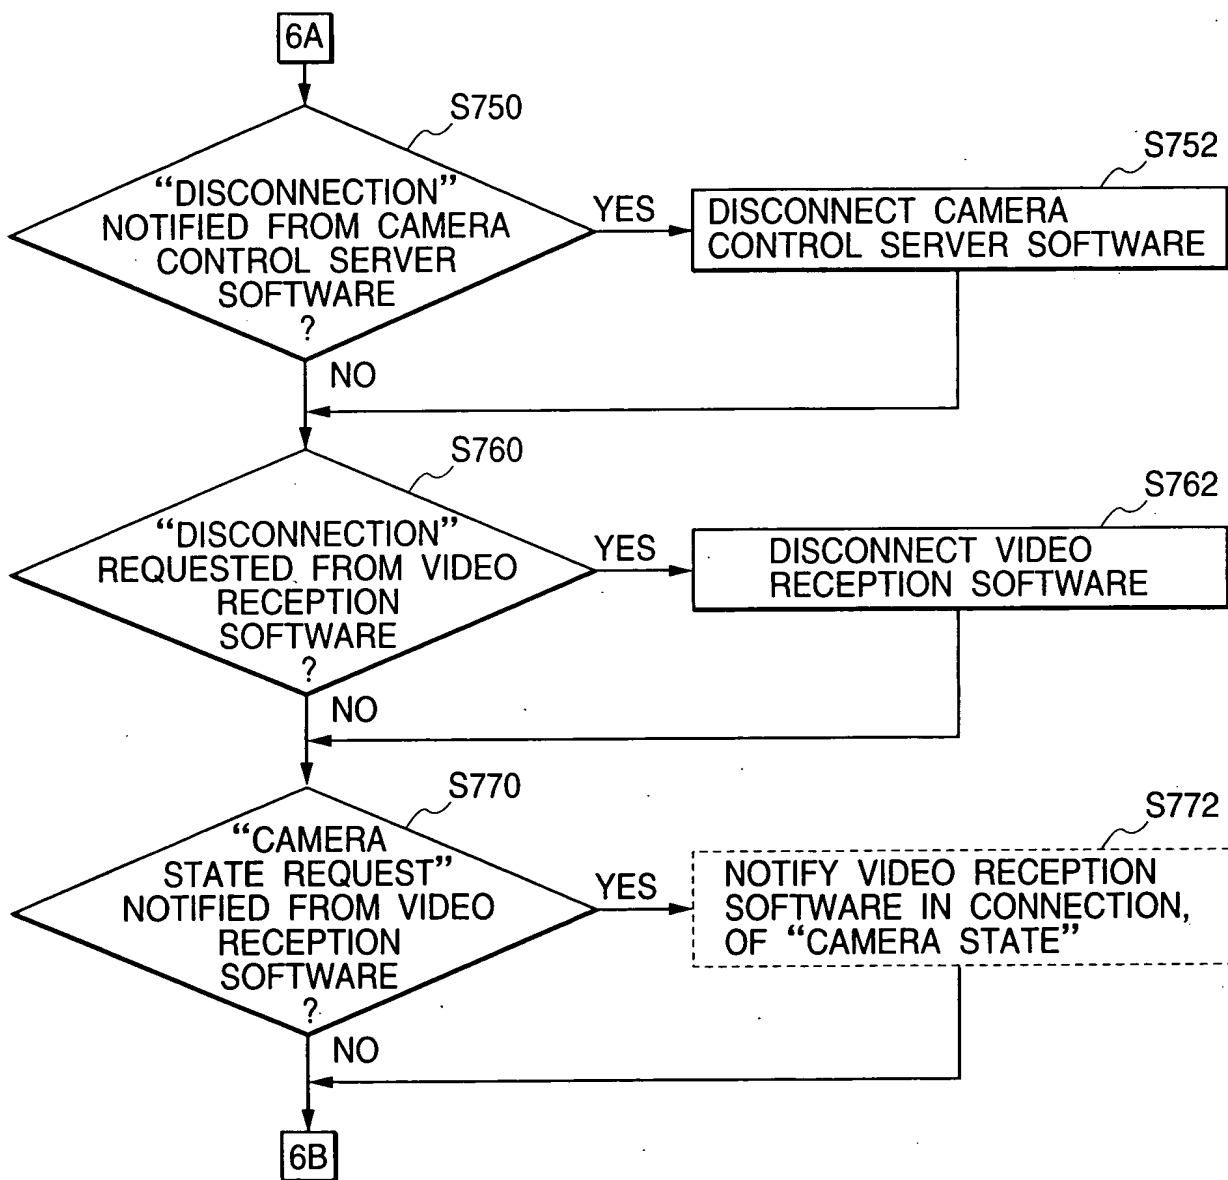 6A
S750
“DISCONNECTION”
NOTIFIED FROM CAMERA
CONTROL SERVER
SOFTWARE
?
YES
S752
DISCONNECT CAMERA
CONTROL SERVER SOFTWARE
NO
S760
“DISCONNECTION”
REQUESTED FROM VIDEO
RECEPTION
SOFTWARE
?
YES
S762
DISCONNECT VIDEO
RECEPTION SOFTWARE
NO
S770
“CAMERA
STATE REQUEST”
NOTIFIED FROM VIDEO
RECEPTION
SOFTWARE
?
YES
S772
NOTIFY VIDEO RECEPTION
SOFTWARE IN CONNECTION,
OF “CAMERA STATE”
NO
6B